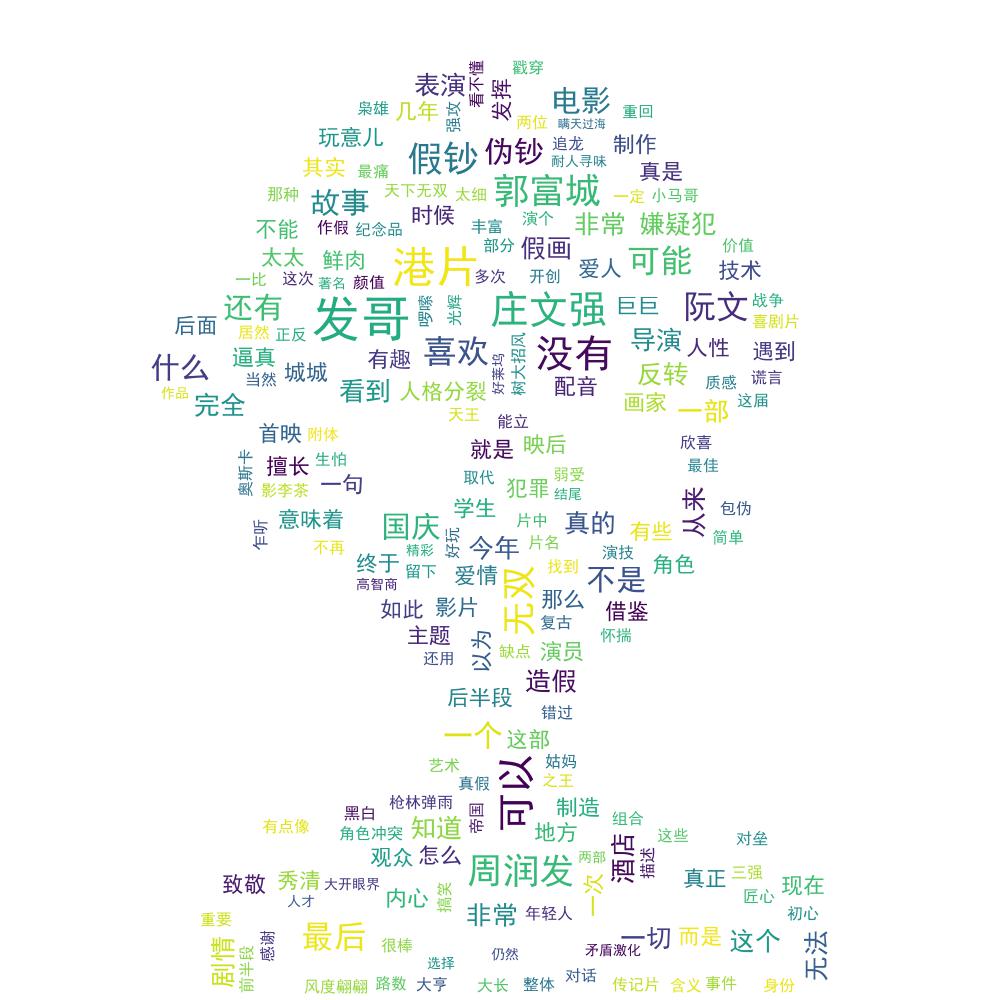 戳穿
看不懂
表演
发挥
电影
枭雄
几年
强攻
两位
瞒天过海
重回
玩意儿
假钞
伪钞
追龙
制作
其实
最痛
耐人寻味
真是
那种
天下无双
太细
郭富城
一定
小马哥
故事
时候
不能
作假
纪念品
丰富
演个
非常
嫌疑犯
部分
假画
价值
太太
鲜肉
港片
爱人
可能
技术
一比
这次
著名
颜值
多次
开创
还有
发哥
啰嗦
光辉
庄文强
巨巨
阮文
战争
后面
居然
正反
喜剧片
逼真
有趣
喜欢
好莱坞
树大招风
没有
导演
人性
遇到
什么
当然
城城
看到
人格分裂
配音
反转
质感
谎言
作品
完全
天王
画家
一部
这届
能立
首映
附体
就是
映后
欣喜
奥斯卡
擅长
生怕
最佳
影李茶
一句
取代
犯罪
弱受
结尾
从来
包伪
乍听
意味着
学生
国庆
片中
真的
有些
简单
不再
精彩
好玩
今年
片名
演技
终于
留下
爱情
找到
不是
角色
高智商
无双
如此
影片
那么
借鉴
主题
复古
怀揣
还用
以为
缺点
演员
造假
后半段
错过
一个
这部
艺术
姑妈
真假
可以
之王
枪林弹雨
黑白
帝国
制造
组合
有点像
角色冲突
知道
地方
这些
对垒
观众
怎么
两部
酒店
描述
周润发
致敬
秀清
大开眼界
真正
三强
现在
人才
内心
搞笑
一次
匠心
重要
非常
年轻人
初心
最后
一切
而是
这个
剧情
前半段
感谢
很棒
仍然
矛盾激化
无法
选择
风度翩翩
路数
大亨
大长
整体
对话
传记片
含义
事件
身份